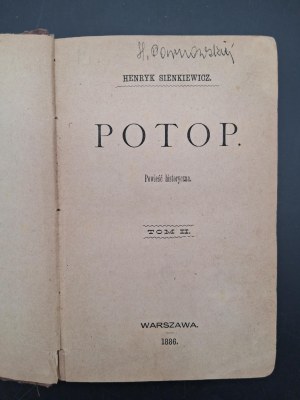 HENRYK SIENKIEWICZ.
POTOP.
Powieść historyczna.
TOM II.
WARSZAWA.
1886.